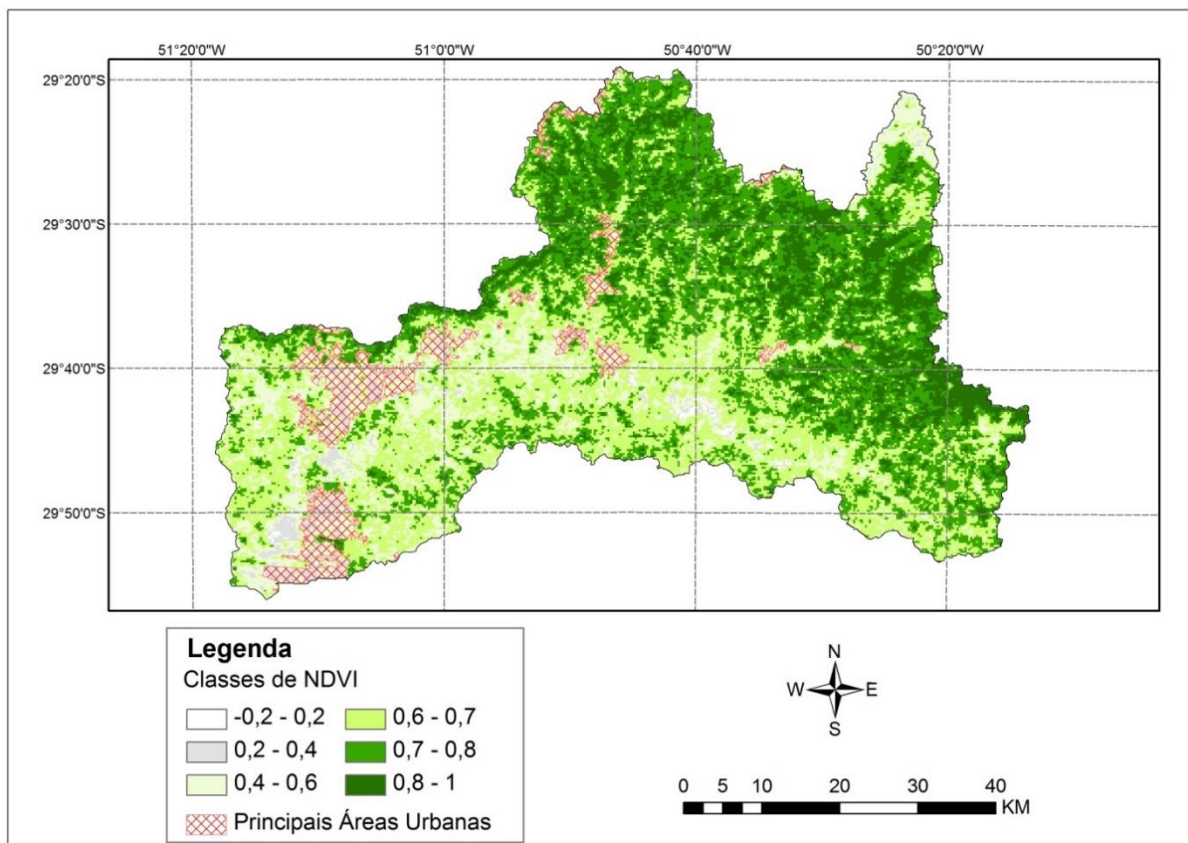 51°20'0"W 51°0'0"W 50°40'0"W 50°20'0"W
29°20'0"S
29°30'0"S
29°40'0"S
29°50'0"S
Legenda
Classes de NDVI
-0,2 - 0,2 0,6 - 0,7
0,2 - 0,4 0,7 - 0,8
0,4 - 0,6 0,8 - 1
Principais Áreas Urbanas
N
W E
S
0 5 10 20 30 40
KM